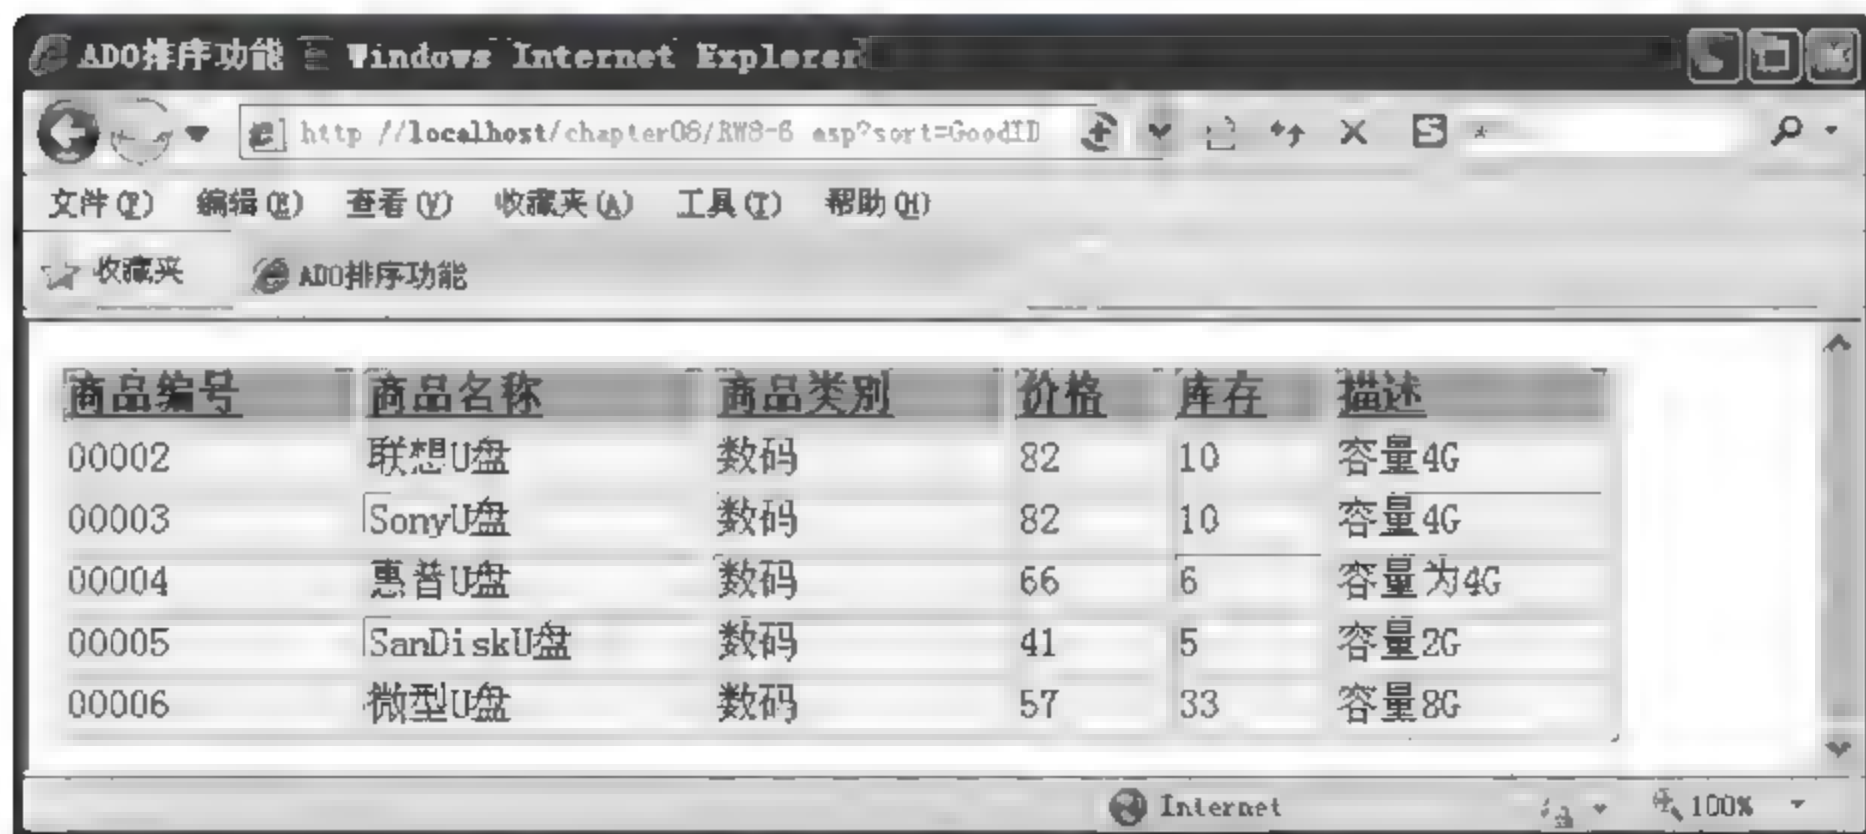 ADO排序功能 Windows Internet Explorer
http //localhost/chapter08/RW8-6 asp?sort=GoodID
文件(F) 编辑(E) 查看(V) 收藏夹(A) 工具(T) 帮助(H)
收藏夹 ADO排序功能
商品编号 商品名称 商品类别 价格 库存 描述
00002 联想U盘 数码 82 10 容量4G
00003 SonyU盘 数码 82 10 容量4G
00004 惠普U盘 数码 66 6 容量为4G
00005 SanDiskU盘 数码 41 5 容量2G
00006 微型U盘 数码 57 33 容量8G
Internet 100%